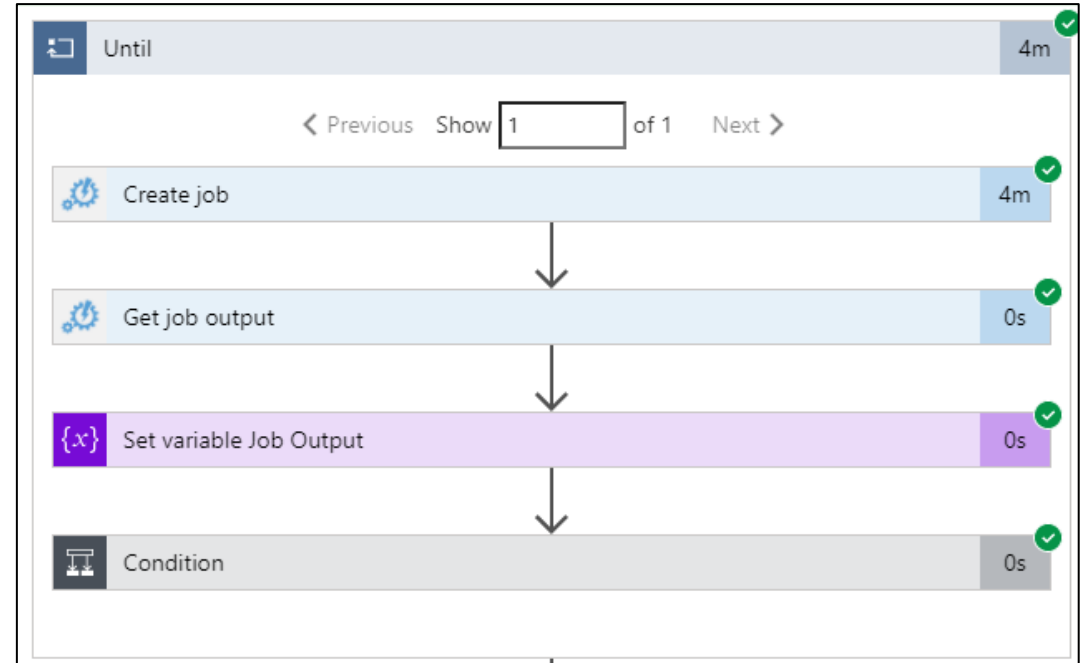 Until 4m
Previous Show 1 of 1 Next
Create job 4m
Get job output 0s
{x} Set variable Job Output 0s
Condition 0s